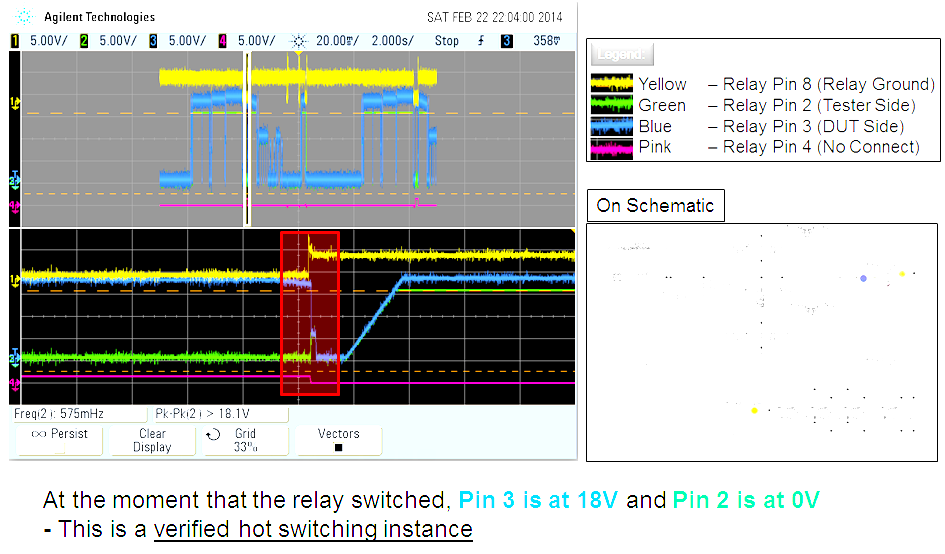 Agilent Technologies
SAT FEB 22 22:04:00 2014
1 5.00V/ 2 5.00V/ 3 5.00V/ 4 5.00V/ 20.00ms/ 2.000s/ Stop 3 358
Legend:
Yellow – Relay Pin 8 (Relay Ground)
Green – Relay Pin 2 (Tester Side)
Blue – Relay Pin 3 (DUT Side)
Pink – Relay Pin 4 (No Connect)
On Schematic
Freq(2): 575mHz Pk-Pk(2) > 18.1V
∞ Persist
Clear
Display
Grid
33%
Vectors
At the moment that the relay switched, Pin 3 is at 18V and Pin 2 is at 0V
- This is a verified hot switching instance